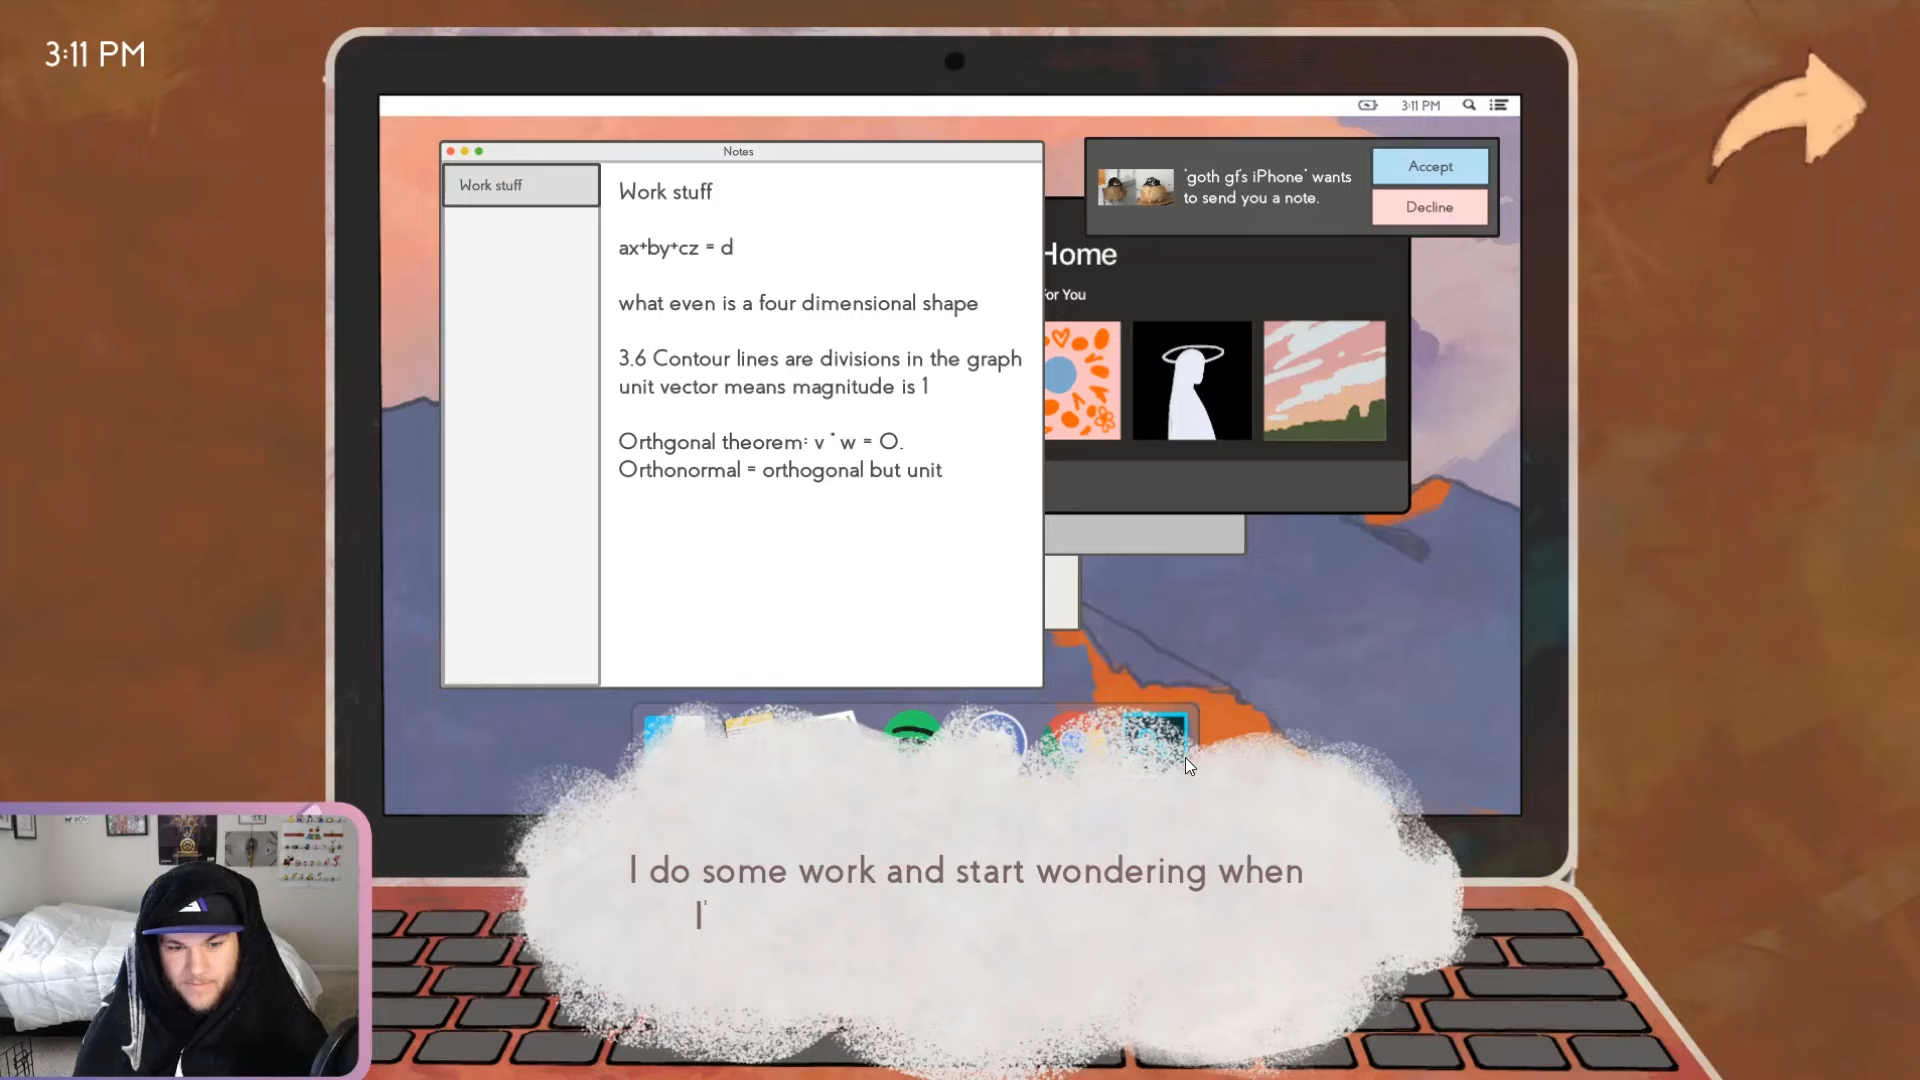 3:11 PM
3:11 PM
Notes
Work stuff
Work stuff
ax+by+cz = d
what even is a four dimensional shape
3.6 Contour lines are divisions in the graph
unit vector means magnitude is 1
Orthgonal theorem: v * w = 0.
Orthonormal = orthogonal but unit
"goth gf's iPhone" wants
to send you a note.
Accept
Decline
Home
For You
I do some work and start wondering when
I'